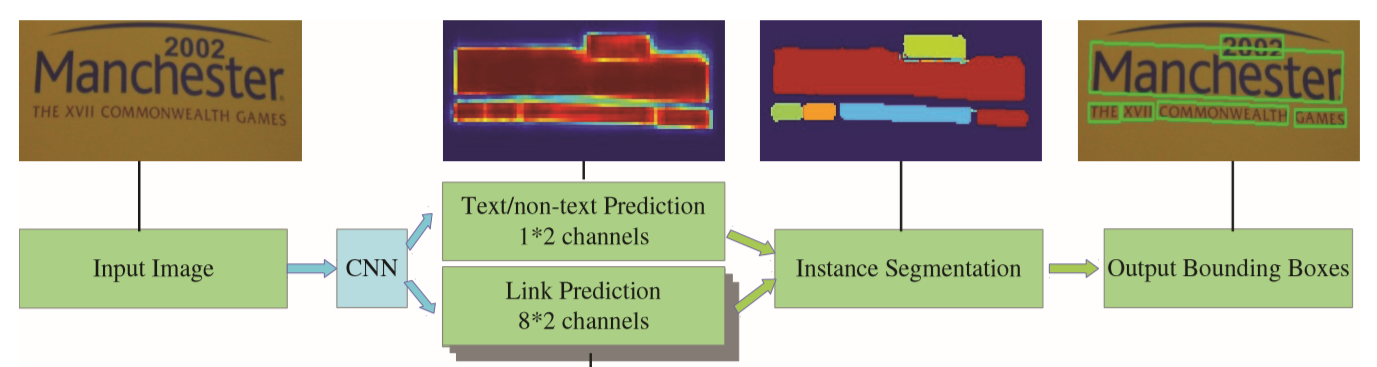 2002
Manchester
THE XVII COMMONWEALTH GAMES
2002
Manchester
THE XVII COMMONWEALTH GAMES
Input Image
CNN
Text/non-text Prediction
1*2 channels
Link Prediction
8*2 channels
Instance Segmentation
Output Bounding Boxes